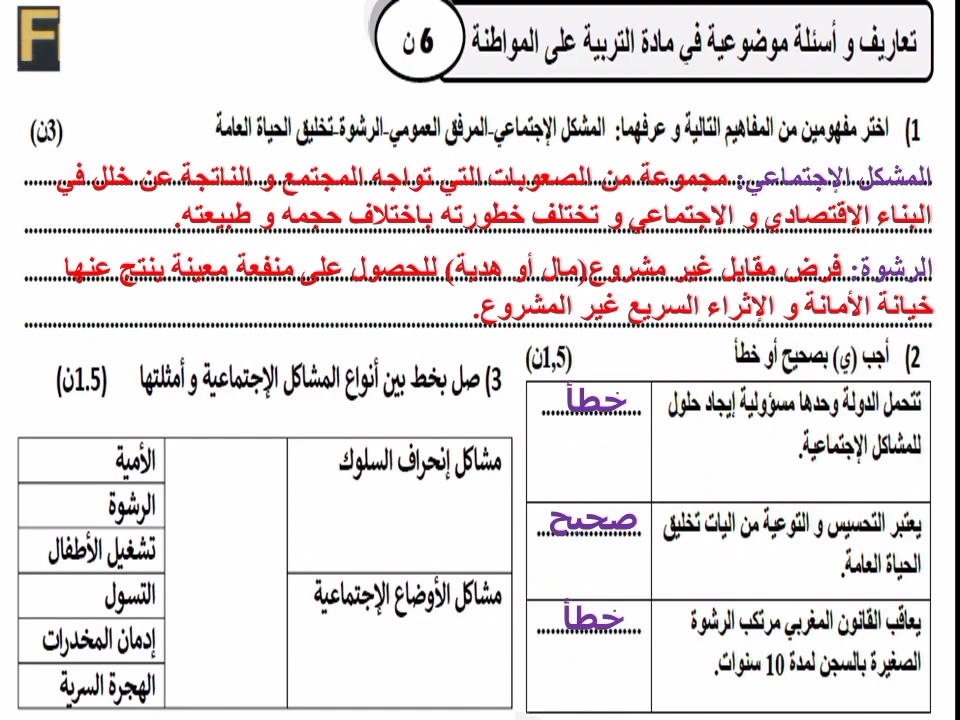 F
تعاريف و أسئلة موضوعية في مادة التربية على المواطنة
6 ن
1) اختر مفهومين من المفاهيم التالية و عرفهما: المشكل الإجتماعي-المرفق العمومي-الرشوة-تخليق الحياة العامة (3ن)
المشكل الإجتماعي: مجموعة من الصعوبات التي تواجه المجتمع و الناتجة عن خلل في
البناء الإقتصادي و الإجتماعي و تختلف خطورته باختلاف حجمه و طبيعته.
الرشوة: فرض مقابل غير مشروع(مال أو هدية) للحصول على منفعة معينة ينتج عنها
خيانة الأمانة و الإثراء السريع غير المشروع.
2) أجب (ي) بصحيح أو خطأ (1,5ن)
تتحمل الدولة وحدها مسؤولية إيجاد حلول
للمشاكل الإجتماعية.
خطأ
يعتبر التحسيس و التوعية من اليات تخليق
الحياة العامة.
صحيح
يعاقب القانون المغربي مرتكب الرشوة
الصغيرة بالسجن لمدة 10 سنوات.
خطأ
3) صل بخط بين أنواع المشاكل الإجتماعية و أمثلتها (1.5ن)
مشاكل إنحراف السلوك
مشاكل الأوضاع الإجتماعية
الأمية
الرشوة
تشغيل الأطفال
التسول
إدمان المخدرات
الهجرة السرية